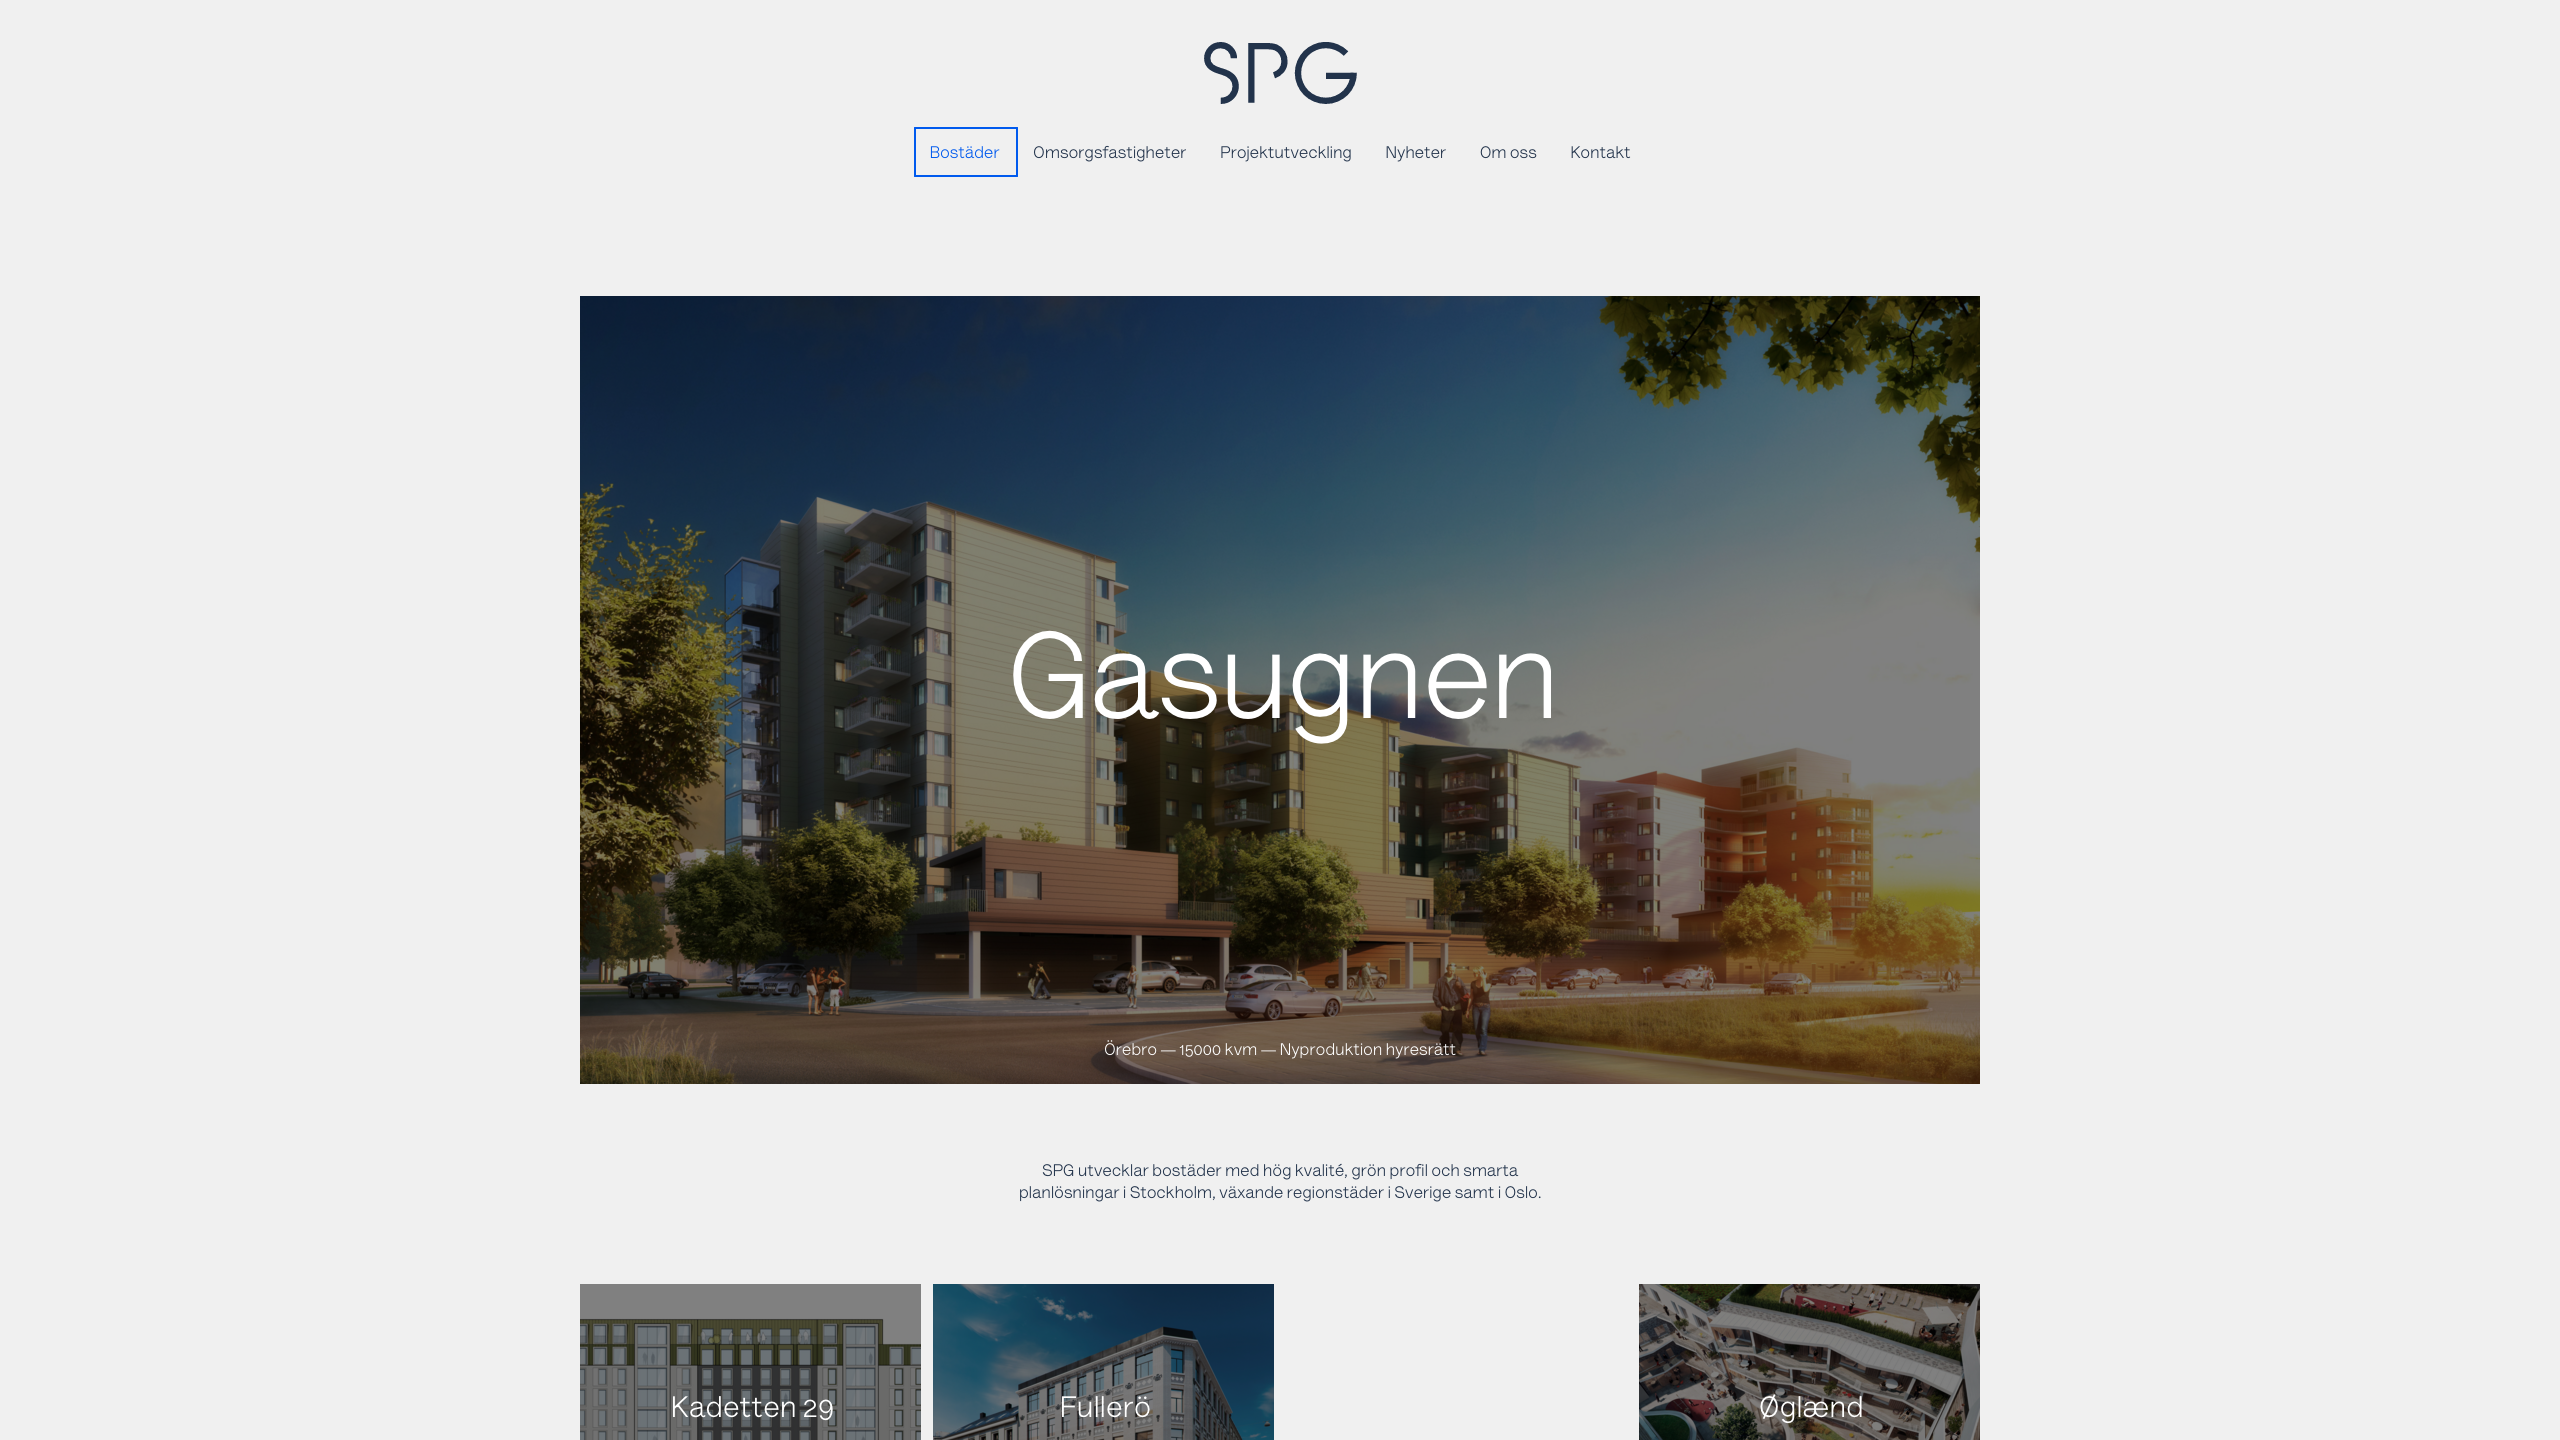 SPG
Bostäder Omsorgsfastigheter Projektutveckling Nyheter Om oss Kontakt
Gasugnen
Örebro — 15000 kvm — Nyproduktion hyresrätt
SPG utvecklar bostäder med hög kvalité, grön profil och smarta
planlösningar i Stockholm, växande regionstäder i Sverige samt i Oslo.
Kadetten 29 Fullerö Øglænd